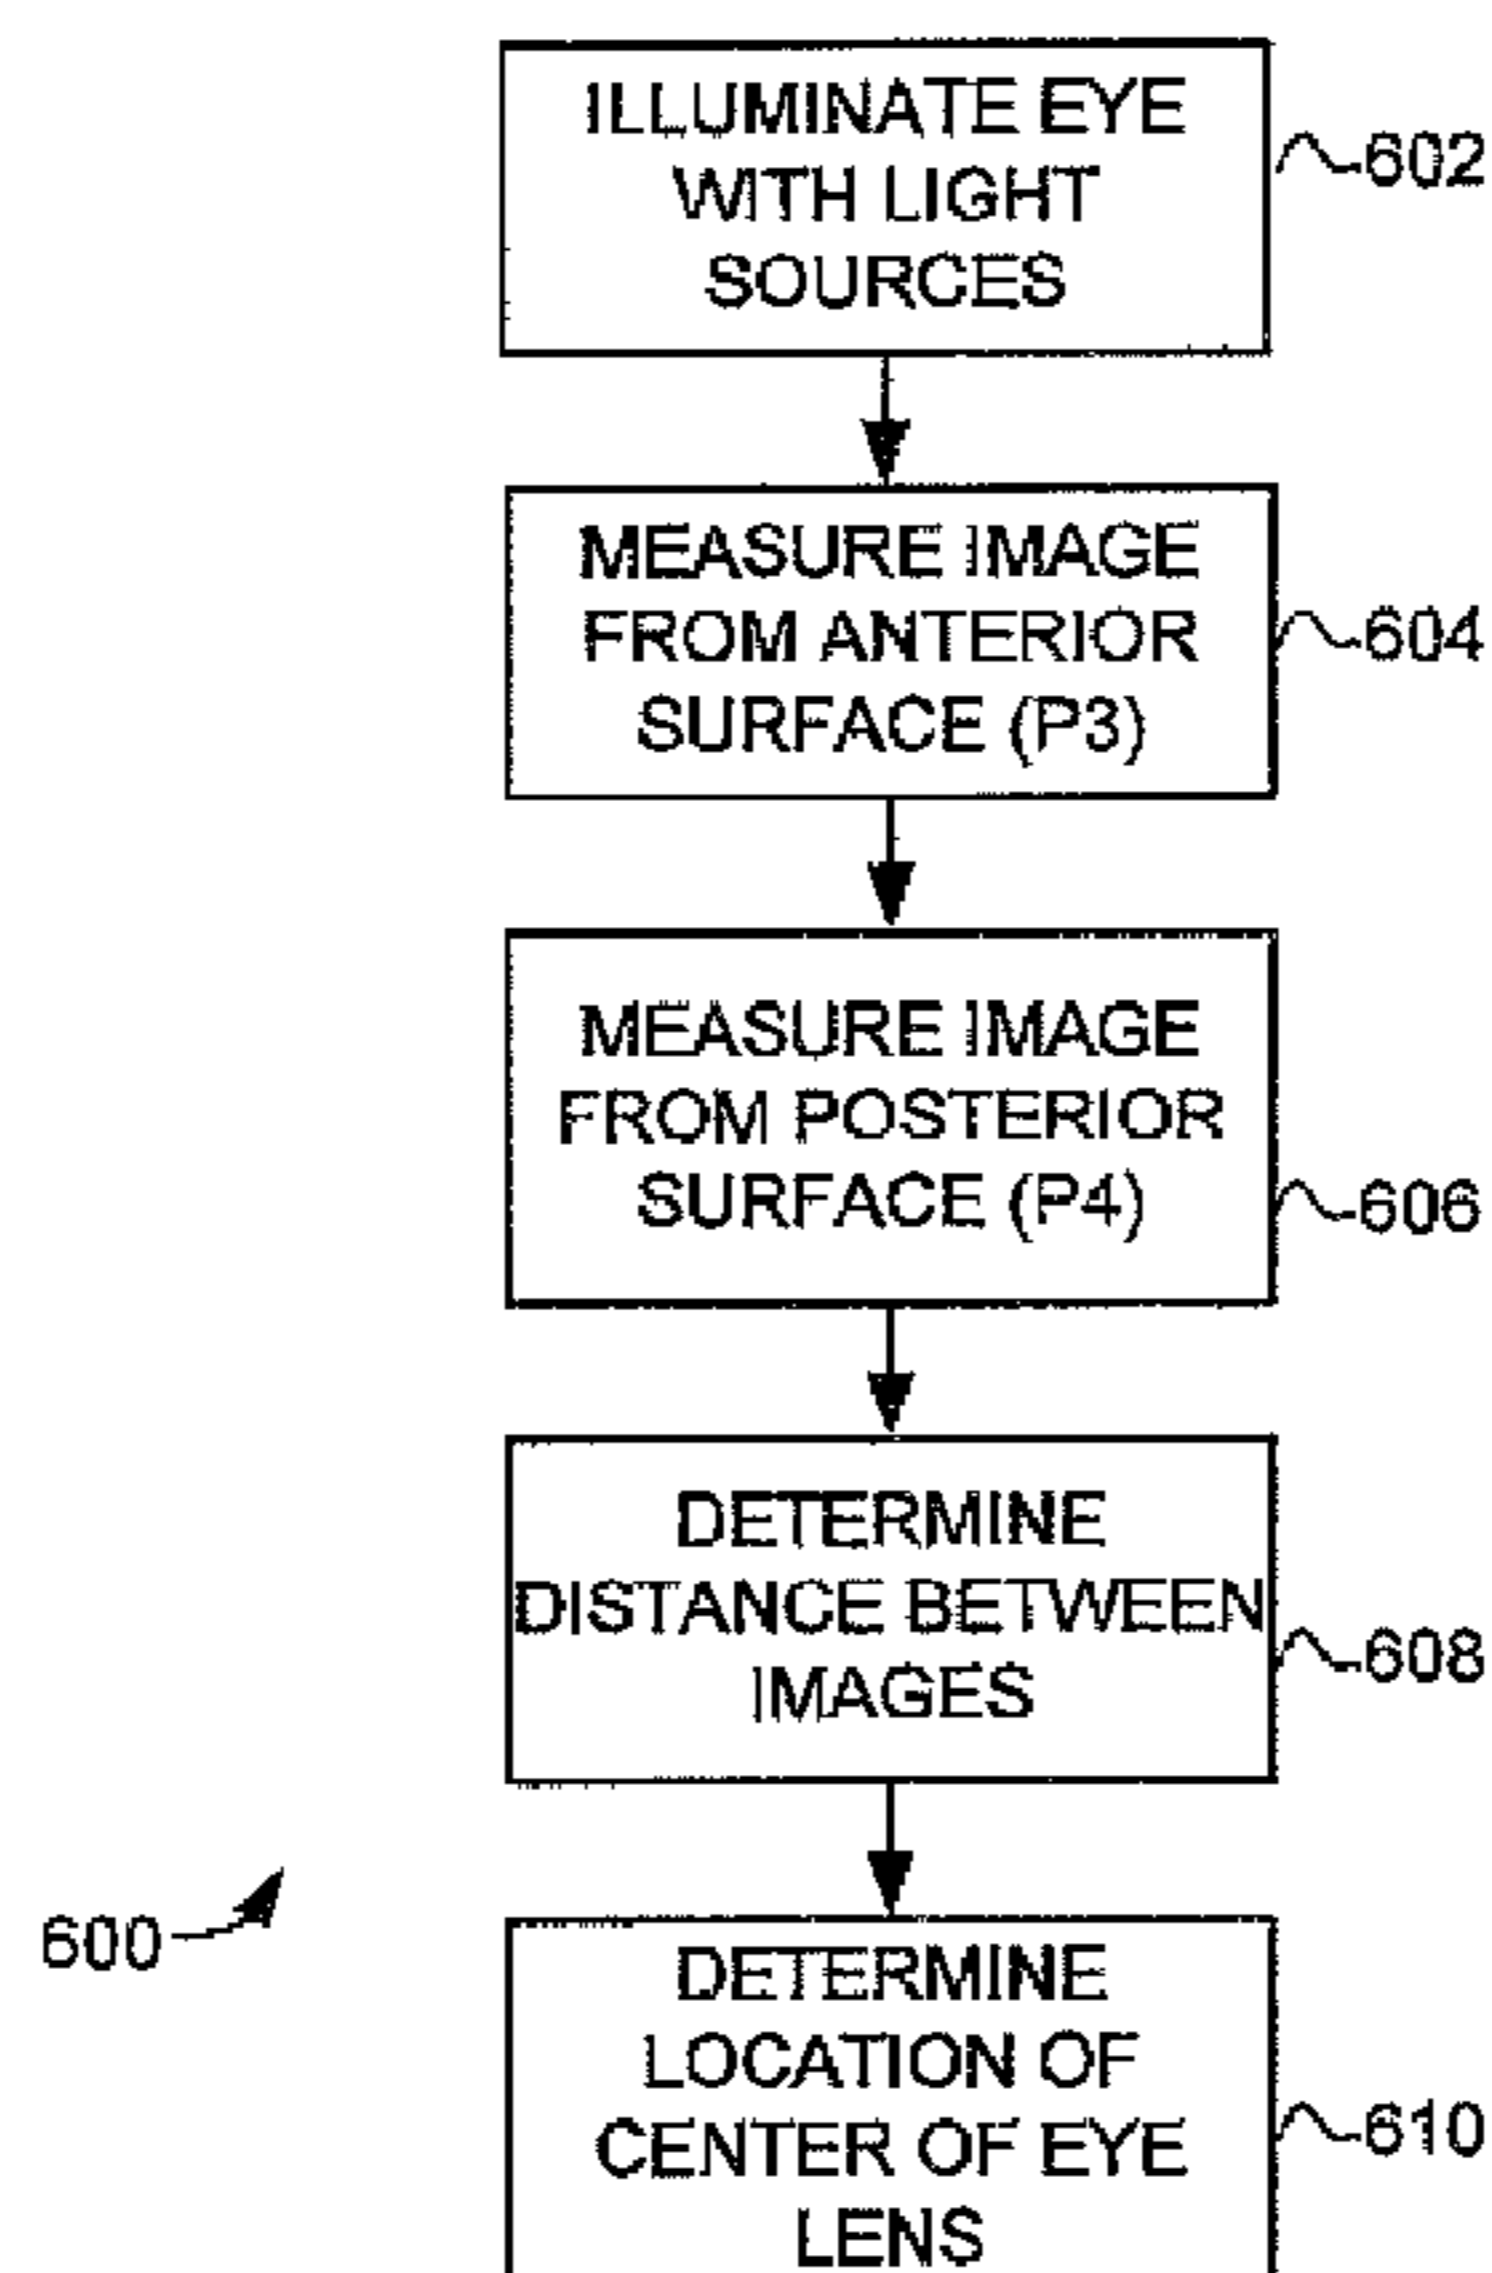 ILLUMINATE EYE
WITH LIGHT
SOURCES
602
MEASURE IMAGE
FROM ANTERIOR
SURFACE (P3)
604
MEASURE IMAGE
FROM POSTERIOR
SURFACE (P4)
606
DETERMINE
DISTANCE BETWEEN
IMAGES
608
600
DETERMINE
LOCATION OF
CENTER OF EYE
LENS
610